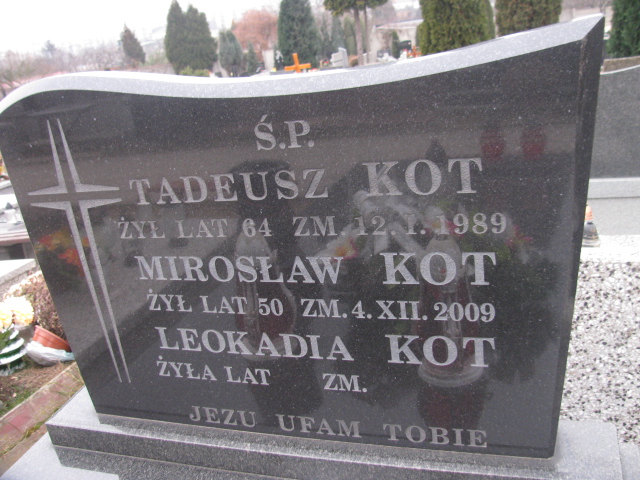 Ś.P.
TADEUSZ KOT
ŻYŁ LAT 64 ZM. 12.I.1989
MIROSŁAW KOT
ŻYŁ LAT 50 ZM. 4.XII.2009
LEOKADIA KOT
ŻYŁA LAT ZM.
JEZU UFAM TOBIE